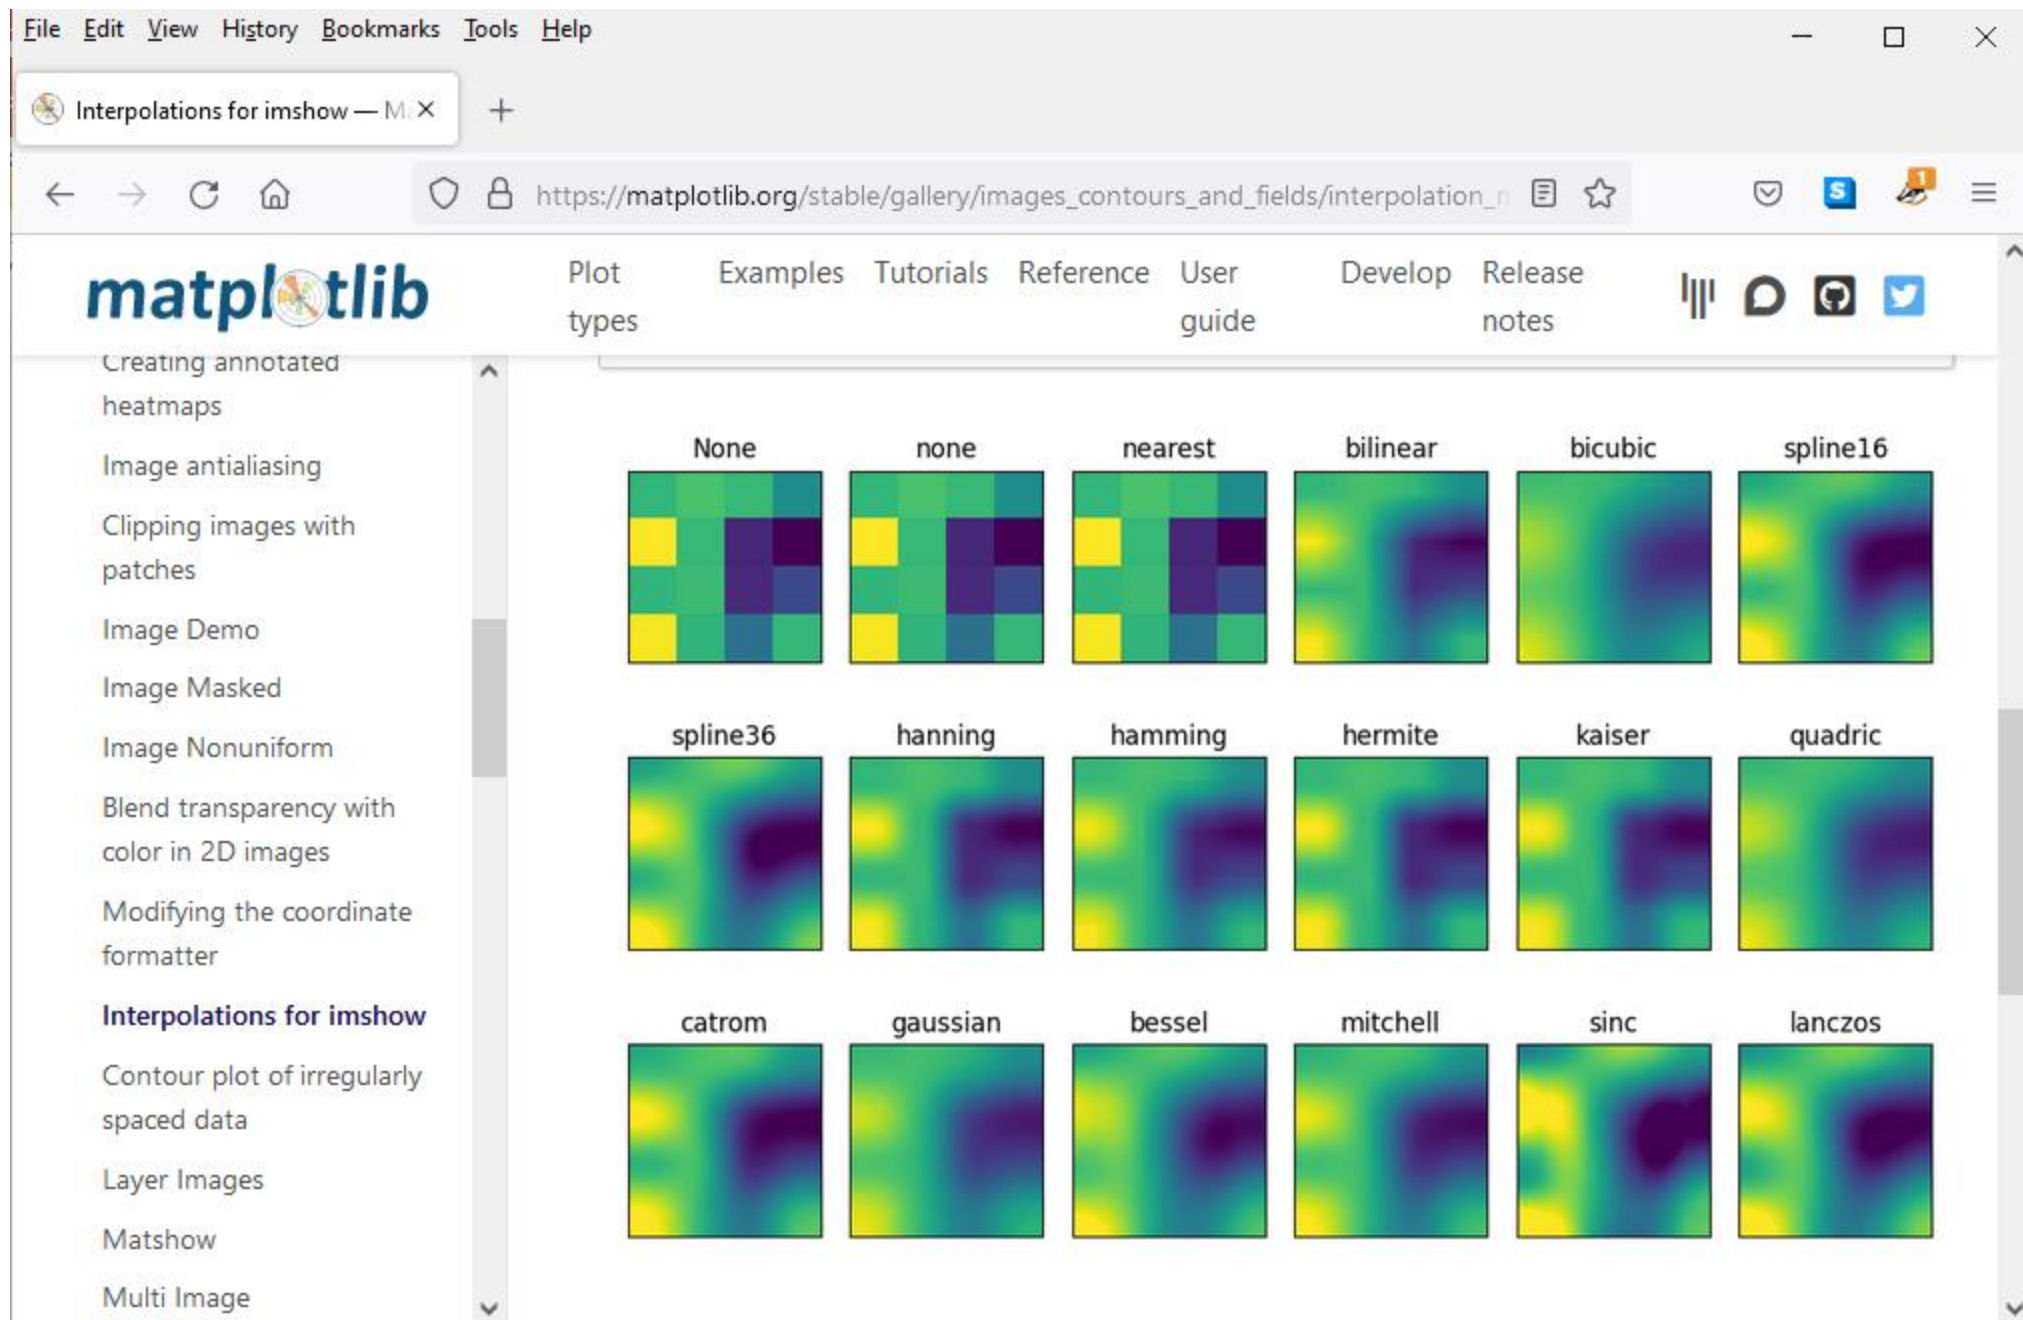 File Edit View History Bookmarks Tools Help
Interpolations for imshow — M
https://matplotlib.org/stable/gallery/images_contours_and_fields/interpolation_
S
1
matplotlib
Plot
types
Examples
Tutorials
Reference
User
guide
Develop
Release
notes
Creating annotated
heatmaps
Image antialiasing
Clipping images with
patches
Image Demo
Image Masked
Image Nonuniform
Blend transparency with
color in 2D images
Modifying the coordinate
formatter
Interpolations for imshow
Contour plot of irregularly
spaced data
Layer Images
Matshow
Multi Image
None none nearest bilinear bicubic spline16
spline36 hanning hamming hermite kaiser quadric
catrom gaussian bessel mitchell sinc lanczos